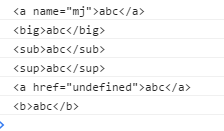 <a name="mj">abc</a>
<big>abc</big>
<sub>abc</sub>
<sup>abc</sup>
<a href="undefined">abc</a>
<b>abc</b>
>